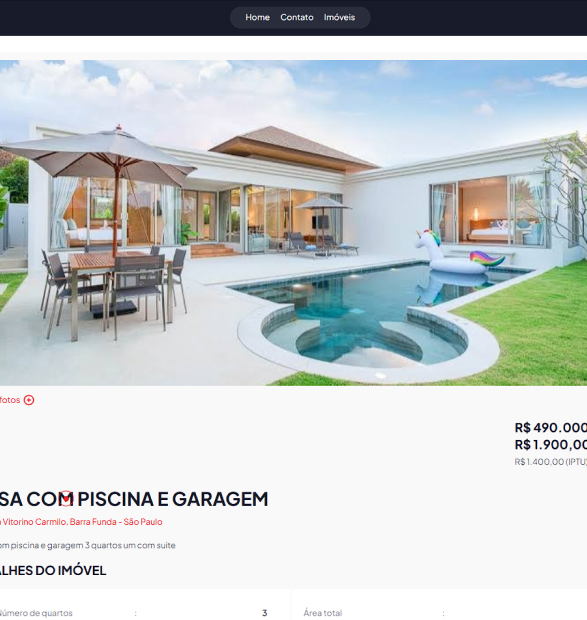 Home Contato Imóveis
fotos
R$ 490.000
R$ 1.900,00
R$ 1.400,00 (IPTU)
SA COM PISCINA E GARAGEM
Vitorino Carmilo, Barra Funda - São Paulo
om piscina e garagem 3 quartos um com suite
ALHES DO IMÓVEL
Número de quartos : 3 Área total :